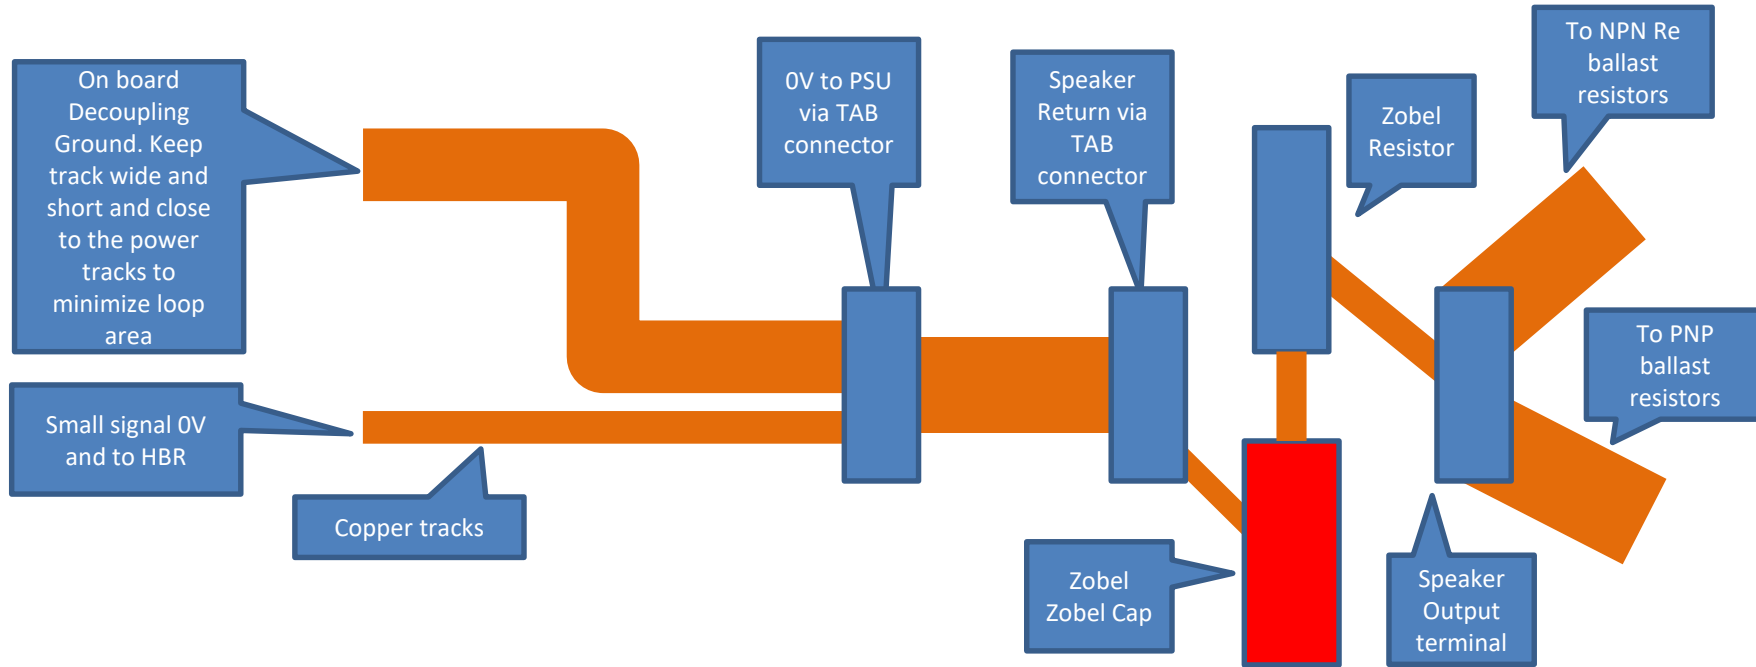 On board
Decoupling
Ground. Keep
track wide and
short and close
to the power
tracks to
minimize loop
area
0V to PSU
via TAB
connector
Speaker
Return via
TAB
connector
Zobel
Resistor
To NPN Re
ballast
resistors
To PNP
ballast
resistors
Small signal 0V
and to HBR
Copper tracks
Zobel
Zobel Cap
Speaker
Output
terminal